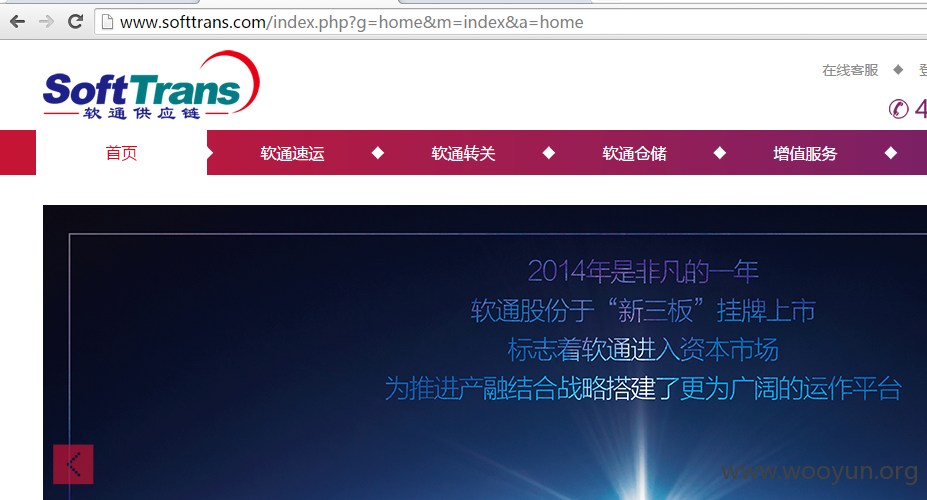 www.softtrans.com/index.php?g=home&m=index&a=home
SoftTrans
软通供应链
在线客服
首页 软通速运 软通转关 软通仓储 增值服务
2014年是非凡的一年
软通股份于“新三板”挂牌上市
标志着软通进入资本市场
为推进产融结合战略搭建了更为广阔的运作平台
www.wooyun.org